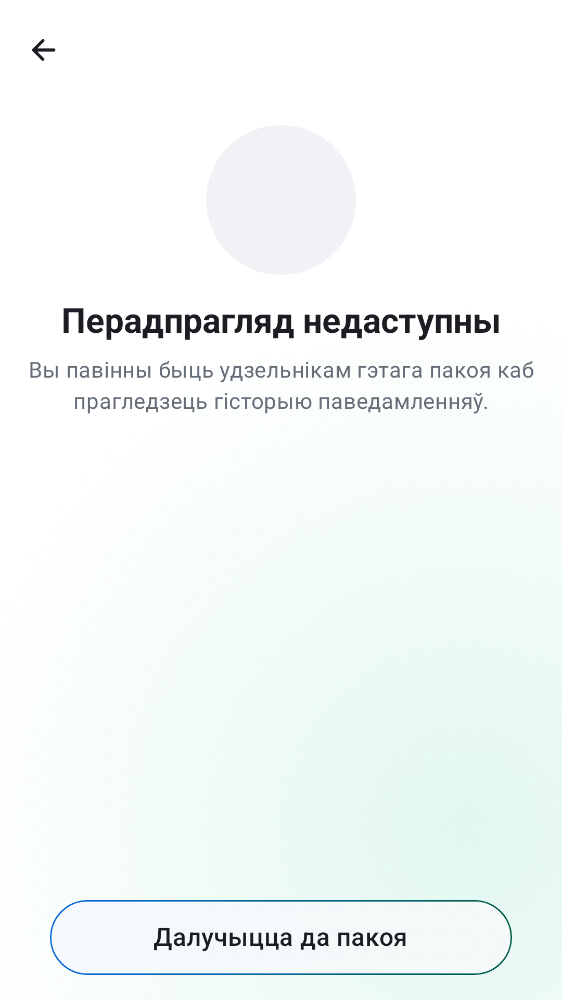 Перадпрагляд недаступны
Вы павінны быць удзельнікам гэтага пакоя каб
прагледзець гісторыю паведамленняў.
Далучыцца да пакоя